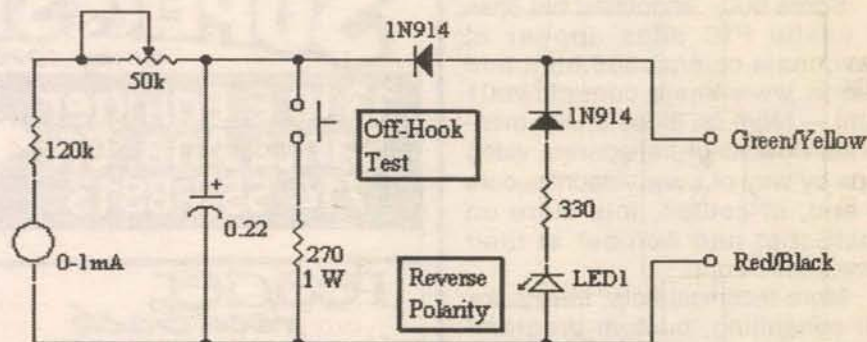 1N914
50k
1N914
Off-Hook
Test
Green/Yellow
120k
+
0.22
330
270
1 W
0-1mA
Reverse
Polarity
LED1
Red/Black